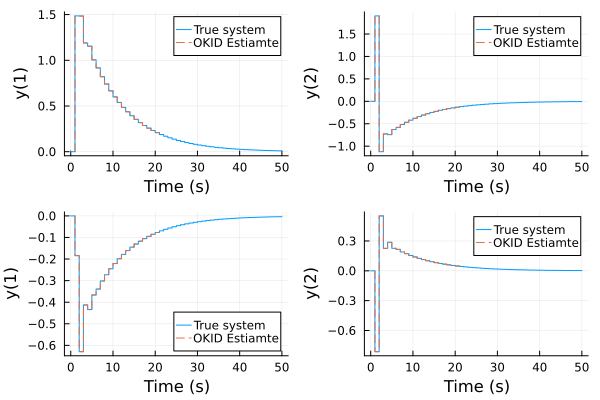 1.5
1.0
0.5
0.0
y(1)
0 10 20 30 40 50
Time (s)
True system
OKID Estiamte
1.5
1.0
0.5
0.0
−0.5
−1.0
y(2)
0 10 20 30 40 50
Time (s)
True system
OKID Estiamte
0.0
−0.1
−0.2
−0.3
−0.4
−0.5
−0.6
y(1)
0 10 20 30 40 50
Time (s)
True system
OKID Estiamte
0.3
0.0
−0.3
−0.6
y(2)
0 10 20 30 40 50
Time (s)
True system
OKID Estiamte